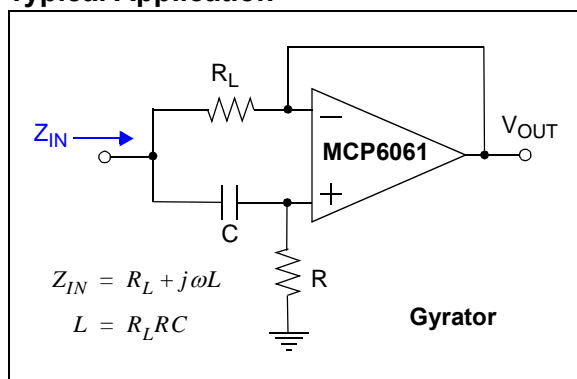 Typical Application
R_L
Z_IN
−
MCP6061
V_OUT
+
C
Z_IN = R_L + jωL
R
L = R_L RC
Gyrator